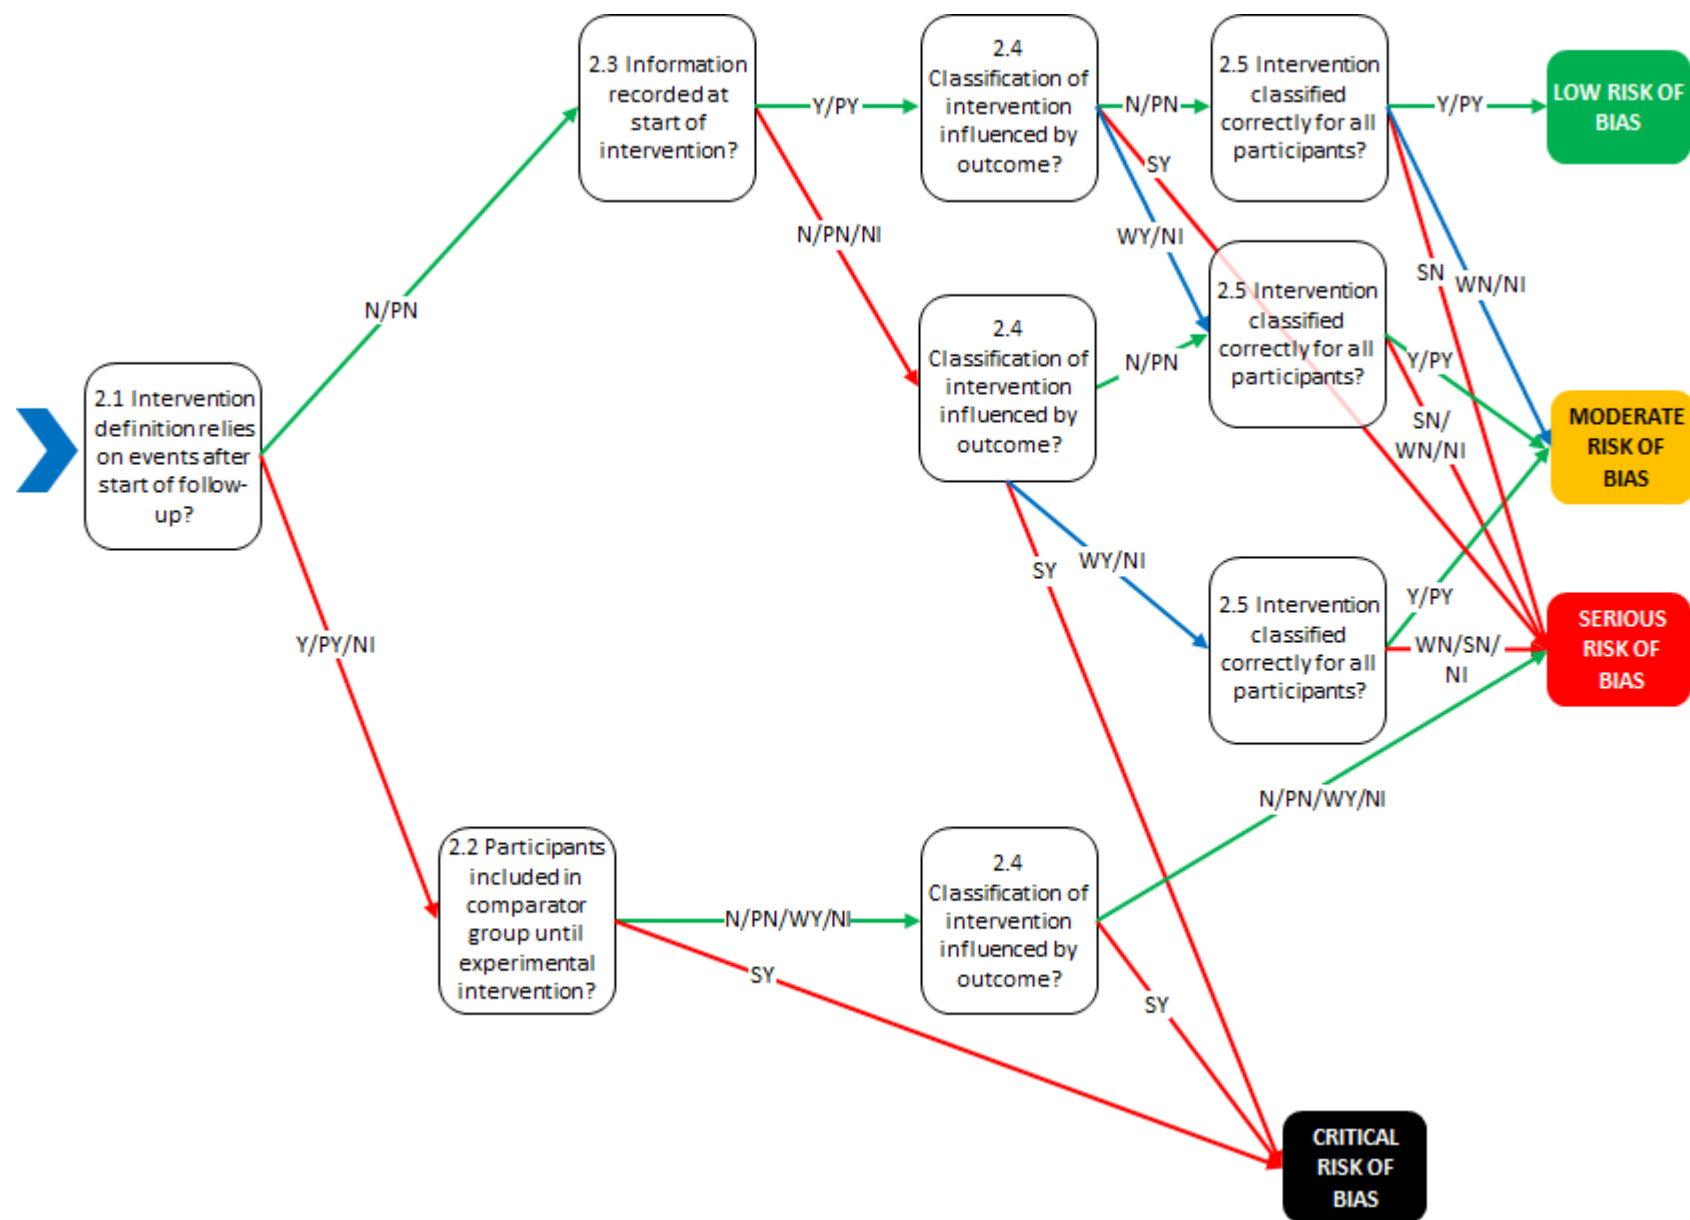 2.1 Intervention
definition relies
on events after
start of follow-
up?
N/PN
Y/PY/NI
2.3 Information
recorded at
start of
intervention?
Y/PY
N/PN/NI
2.4
Classification of
intervention
influenced by
outcome?
N/PN
SY
WY/NI
2.5 Intervention
classified
correctly for all
participants?
Y/PY
SN
WN/NI
LOW RISK OF
BIAS
2.4
Classification of
intervention
influenced by
outcome?
N/PN
WY/NI
SY
2.5 Intervention
classified
correctly for all
participants?
Y/PY
SN/
WN/NI
MODERATE
RISK OF
BIAS
2.5 Intervention
classified
correctly for all
participants?
Y/PY
WN/SN/
NI
SERIOUS
RISK OF
BIAS
2.2 Participants
included in
comparator
group until
experimental
intervention?
N/PN/WY/NI
SY
2.4
Classification of
intervention
influenced by
outcome?
N/PN/WY/NI
SY
CRITICAL
RISK OF
BIAS